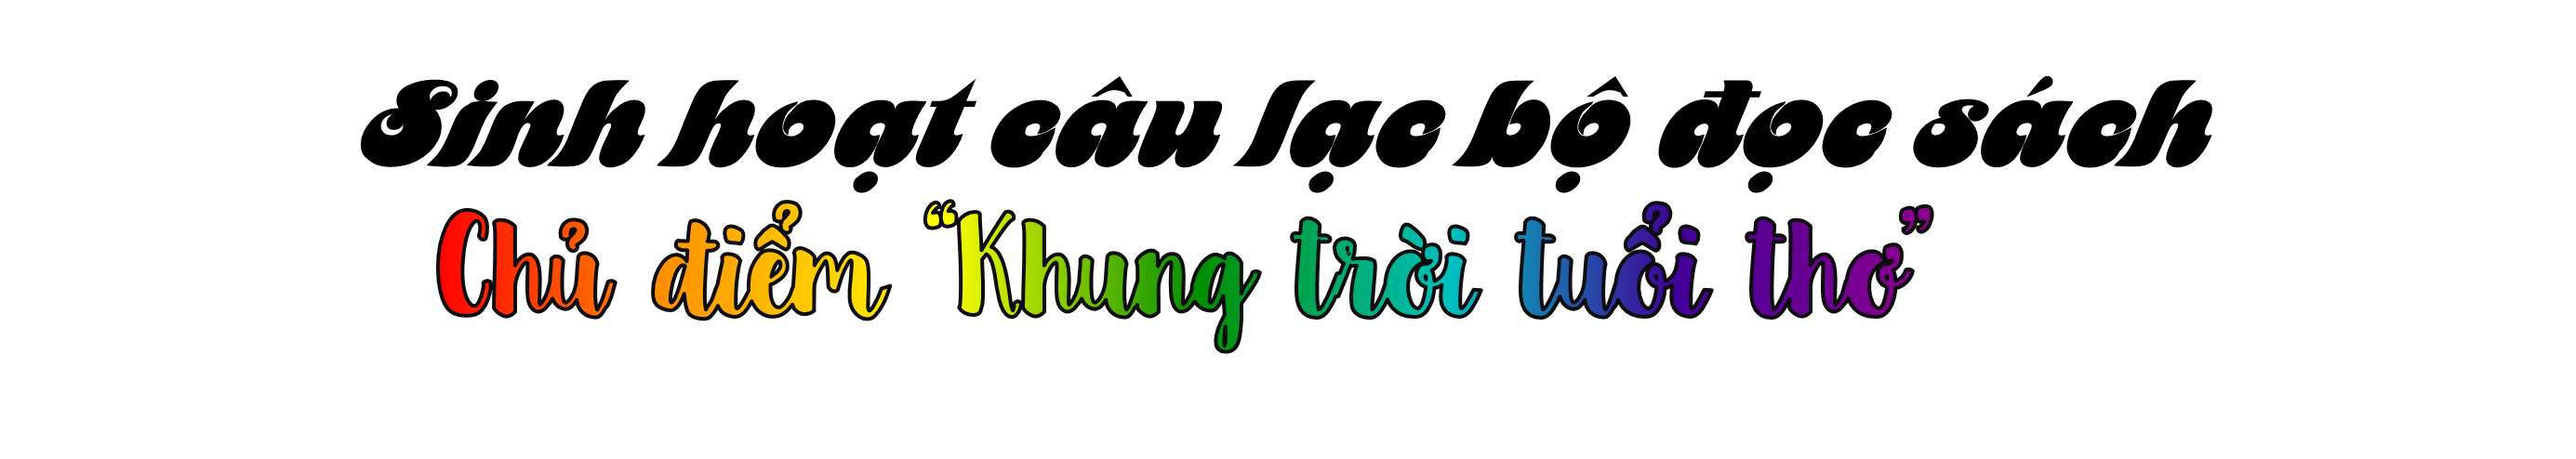 Sinh hoạt câu lạc bộ đọc sách
Chủ điểm “Khung trời tuổi thơ”